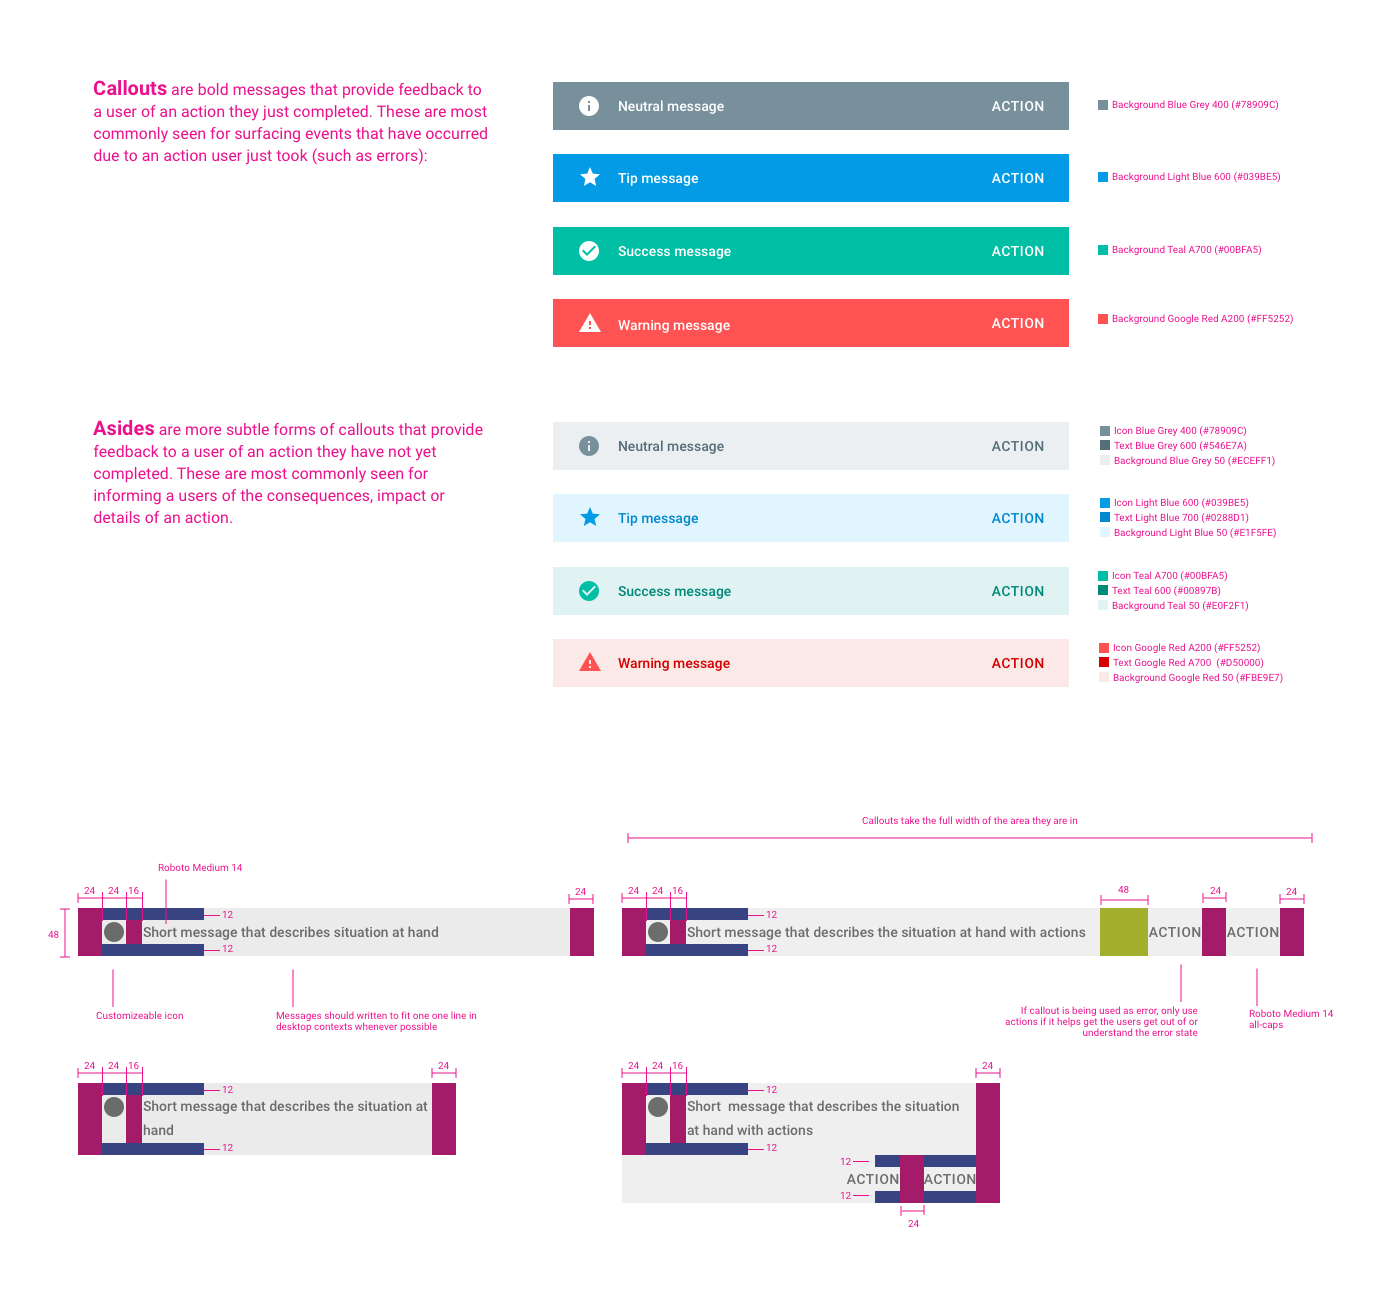 Callouts are bold messages that provide feedback to
a user of an action they just completed. These are most
commonly seen for surfacing events that have occurred
due to an action user just took (such as errors):
Neutral message ACTION
Background Blue Grey 400 (#78909C)
Tip message ACTION
Background Light Blue 600 (#039BE5)
Success message ACTION
Background Teal A700 (#00BFA5)
Warning message ACTION
Background Google Red A200 (#FF5252)
Asides are more subtle forms of callouts that provide
feedback to a user of an action they have not yet
completed. These are most commonly seen for
informing a users of the consequences, impact or
details of an action.
Neutral message ACTION
Icon Blue Grey 400 (#78909C)
Text Blue Grey 600 (#546E7A)
Background Blue Grey 50 (#ECEFF1)
Tip message ACTION
Icon Light Blue 600 (#039BE5)
Text Light Blue 700 (#0288D1)
Background Light Blue 50 (#E1F5FE)
Success message ACTION
Icon Teal A700 (#00BFA5)
Text Teal 600 (#00897B)
Background Teal 50 (#E0F2F1)
Warning message ACTION
Icon Google Red A200 (#FF5252)
Text Google Red A700 (#D50000)
Background Google Red 50 (#FBE9E7)
Callouts take the full width of the area they are in
Roboto Medium 14
24 24 16 24
12
48
Short message that describes situation at hand
12
Customizeable icon
Messages should written to fit one one line in
desktop contexts whenever possible
24 24 16 48 24 24
12
Short message that describes the situation at hand with actions ACTION ACTION
12
If callout is being used as error, only use
actions if it helps get the users get out of or
understand the error state
Roboto Medium 14
all-caps
24 24 16 24
12
Short message that describes the situation at
hand
12
24 24 16 24
12
Short message that describes the situation
at hand with actions
12
12
ACTION ACTION
12
24